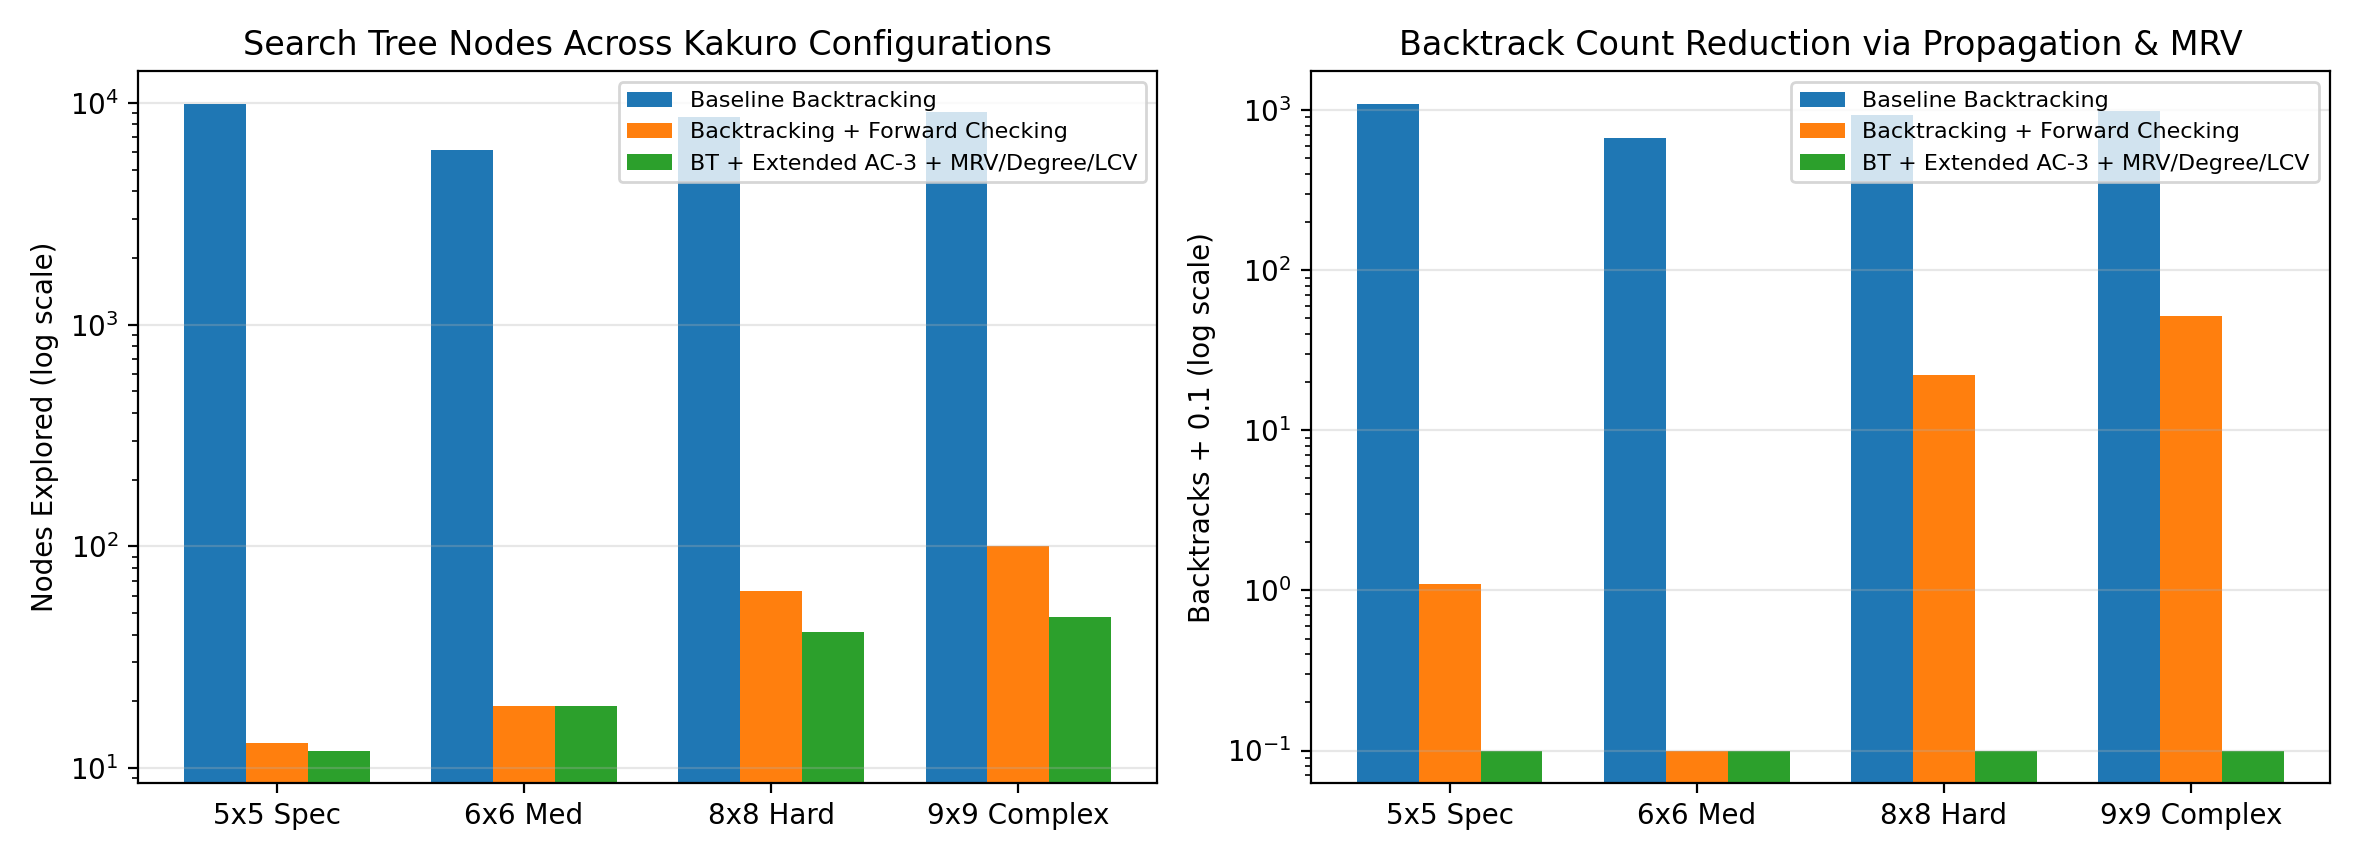 Search Tree Nodes Across Kakuro Configurations
Nodes Explored (log scale)
10⁴
10³
10²
10¹
Baseline Backtracking
Backtracking + Forward Checking
BT + Extended AC-3 + MRV/Degree/LCV
5x5 Spec
6x6 Med
8x8 Hard
9x9 Complex
Backtrack Count Reduction via Propagation & MRV
Backtracks + 0.1 (log scale)
10³
10²
10¹
10⁰
10⁻¹
Baseline Backtracking
Backtracking + Forward Checking
BT + Extended AC-3 + MRV/Degree/LCV
5x5 Spec
6x6 Med
8x8 Hard
9x9 Complex